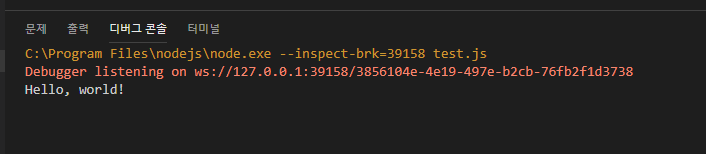 문제 출력 디버그 콘솔 터미널
C:\Program Files\nodejs\node.exe --inspect-brk=39158 test.js
Debugger listening on ws://127.0.0.1:39158/3856104e-4e19-497e-b2cb-76fb2f1d3738
Hello, world!